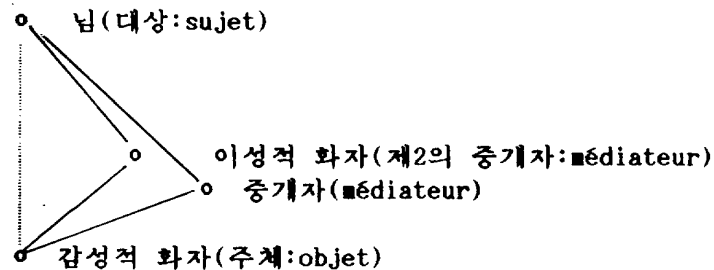 님(대상:sujet)
이성적 화자(제2의 중개자:médiateur)
중개자(médiateur)
감성적 화자(주체:objet)